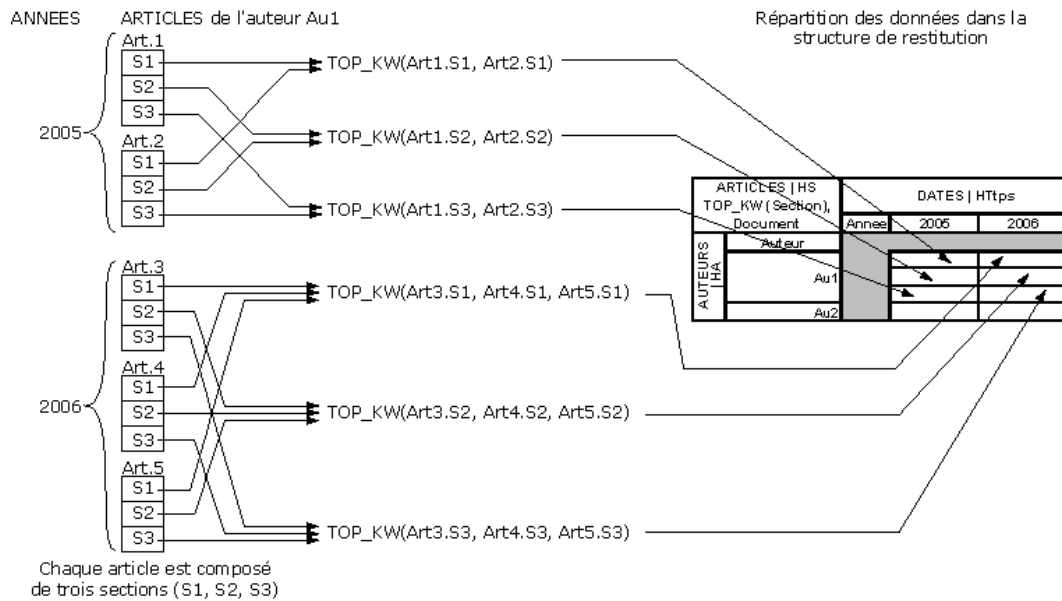 ANNEES
ARTICLES de l'auteur Au1
Répartition des données dans la
structure de restitution
Art.1
S1
S2
S3
2005
Art.2
S1
S2
S3
TOP_KW(Art1.S1, Art2.S1)
TOP_KW(Art1.S2, Art2.S2)
TOP_KW(Art1.S3, Art2.S3)
ARTICLES | HS
TOP_KW (Section),
Document
DATES | HTtps
Annee
2005
2006
AUTEURS
| HA
Auteur
Au1
Au2
Art.3
S1
S2
S3
2006
Art.4
S1
S2
S3
Art.5
S1
S2
S3
TOP_KW(Art3.S1, Art4.S1, Art5.S1)
TOP_KW(Art3.S2, Art4.S2, Art5.S2)
TOP_KW(Art3.S3, Art4.S3, Art5.S3)
Chaque article est composé
de trois sections (S1, S2, S3)